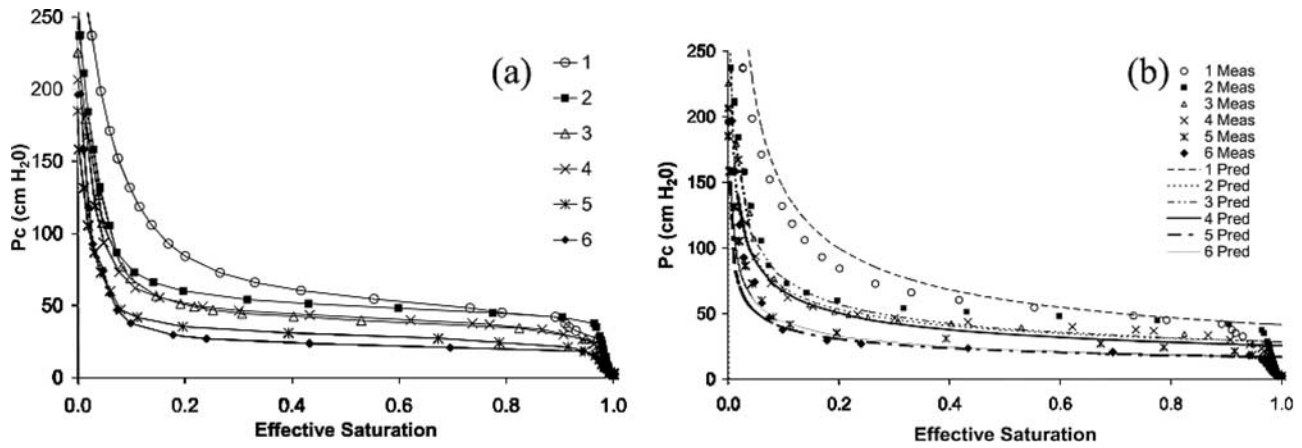 (a)
250
200
150
100
50
0
Pc (cm H₂0)
0.0 0.2 0.4 0.6 0.8 1.0
Effective Saturation
1
2
3
4
5
6
(b)
250
200
150
100
50
0
Pc (cm H₂0)
0.0 0.2 0.4 0.6 0.8 1.0
Effective Saturation
1 Meas
2 Meas
3 Meas
4 Meas
5 Meas
6 Meas
1 Pred
2 Pred
3 Pred
4 Pred
5 Pred
6 Pred